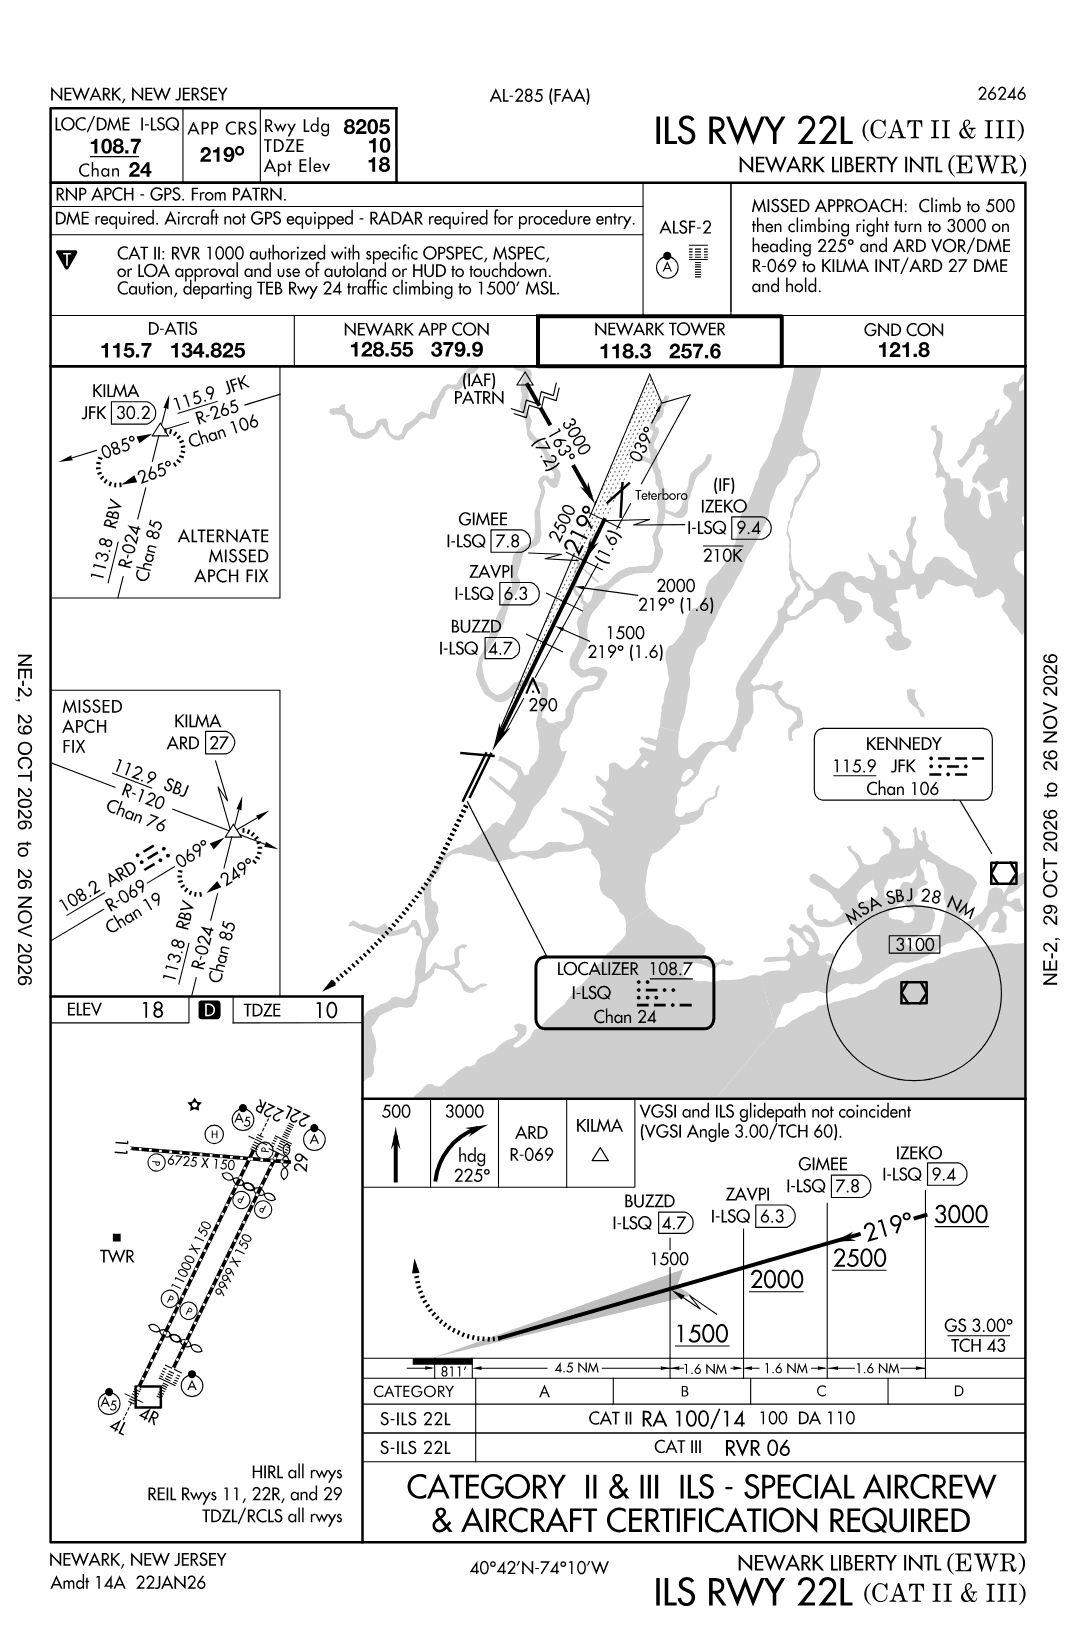 NEWARK, NEW JERSEY
AL-285 (FAA)
26246
LOC/DME I-LSQ
108.7
Chan 24
APP CRS
219°
Rwy Ldg 8205
TDZE 10
Apt Elev 18
ILS RWY 22L (CAT II & III)
NEWARK LIBERTY INTL (EWR)
RNP APCH - GPS. From PATRN.
DME required. Aircraft not GPS equipped - RADAR required for procedure entry.
T
CAT II: RVR 1000 authorized with specific OPSPEC, MSPEC,
or LOA approval and use of autoland or HUD to touchdown.
Caution, departing TEB Rwy 24 traffic climbing to 1500’ MSL.
ALSF-2
A
MISSED APPROACH: Climb to 500
then climbing right turn to 3000 on
heading 225° and ARD VOR/DME
R-069 to KILMA INT/ARD 27 DME
and hold.
D-ATIS
115.7 134.825
NEWARK APP CON
128.55 379.9
NEWARK TOWER
118.3 257.6
GND CON
121.8
KILMA
JFK 30.2
115.9 JFK
R-265
Chan 106
085°
265°
113.8 RBV
R-024
Chan 85
ALTERNATE
MISSED
APCH FIX
(IAF)
PATRN
3000
163°
(7.2)
039°
Teterboro
(IF)
IZEKO
I-LSQ 9.4
210K
2500
219°
(1.6)
GIMEE
I-LSQ 7.8
ZAVPI
I-LSQ 6.3
2000
219° (1.6)
BUZZD
I-LSQ 4.7
1500
219° (1.6)
290
MISSED
APCH
FIX
KILMA
ARD 27
112.9 SBJ
R-120
Chan 76
108.2 ARD
R-069
Chan 19
069°
249°
113.8 RBV
R-024
Chan 85
KENNEDY
115.9 JFK
Chan 106
MSA SBJ 28 NM
3100
LOCALIZER 108.7
I-LSQ
Chan 24
NE-2, 29 OCT 2026 to 26 NOV 2026
NE-2, 29 OCT 2026 to 26 NOV 2026
ELEV 18
D
TDZE 10
A5
22R
22L
A
H
11
P
6725 X 150
P
29
P
P
TWR
11000 X 150
9999 X 150
P
P
A5
A
4L
4R
HIRL all rwys
REIL Rwys 11, 22R, and 29
TDZL/RCLS all rwys
500
3000
hdg
225°
ARD
R-069
KILMA
VGSI and ILS glidepath not coincident
(VGSI Angle 3.00/TCH 60).
IZEKO
I-LSQ 9.4
GIMEE
I-LSQ 7.8
ZAVPI
I-LSQ 6.3
BUZZD
I-LSQ 4.7
219°
3000
2500
2000
1500
1500
GS 3.00°
TCH 43
811’
4.5 NM
1.6 NM
1.6 NM
1.6 NM
CATEGORY A B C D
S-ILS 22L CAT II RA 100/14 100 DA 110
S-ILS 22L CAT III RVR 06
CATEGORY II & III ILS - SPECIAL AIRCREW
& AIRCRAFT CERTIFICATION REQUIRED
NEWARK, NEW JERSEY
Amdt 14A 22JAN26
40°42’N-74°10’W
NEWARK LIBERTY INTL (EWR)
ILS RWY 22L (CAT II & III)